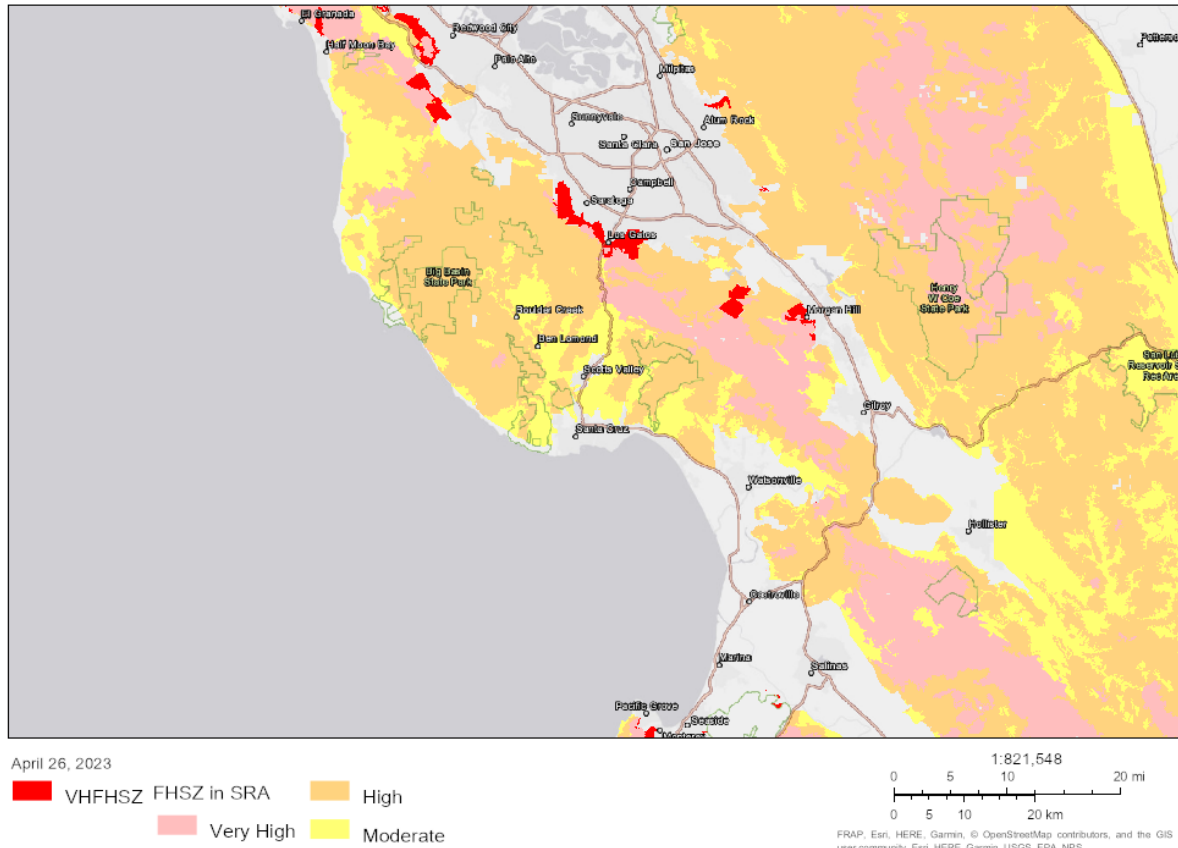 El Granada
Redwood City
Half Moon Bay
Palo Alto
Milpitas
Sunnyvale
Alum Rock
Santa Clara
San Jose
Campbell
Saratoga
Los Gatos
Big Basin
State Park
Henry
W Coe
State Park
Boulder Creek
Morgan Hill
Ben Lomond
Scotts Valley
Reservoir S
Rec Area
Gilroy
Santa Cruz
Watsonville
Hollister
Castroville
Marina
Salinas
Pacific Grove
Seaside
Monterey
April 26, 2023
VHFHSZ
FHSZ in SRA
Very High
High
Moderate
1:821,548
0 5 10 20 mi
0 5 10 20 km
FRAP, Esri, HERE, Garmin, © OpenStreetMap contributors, and the GIS